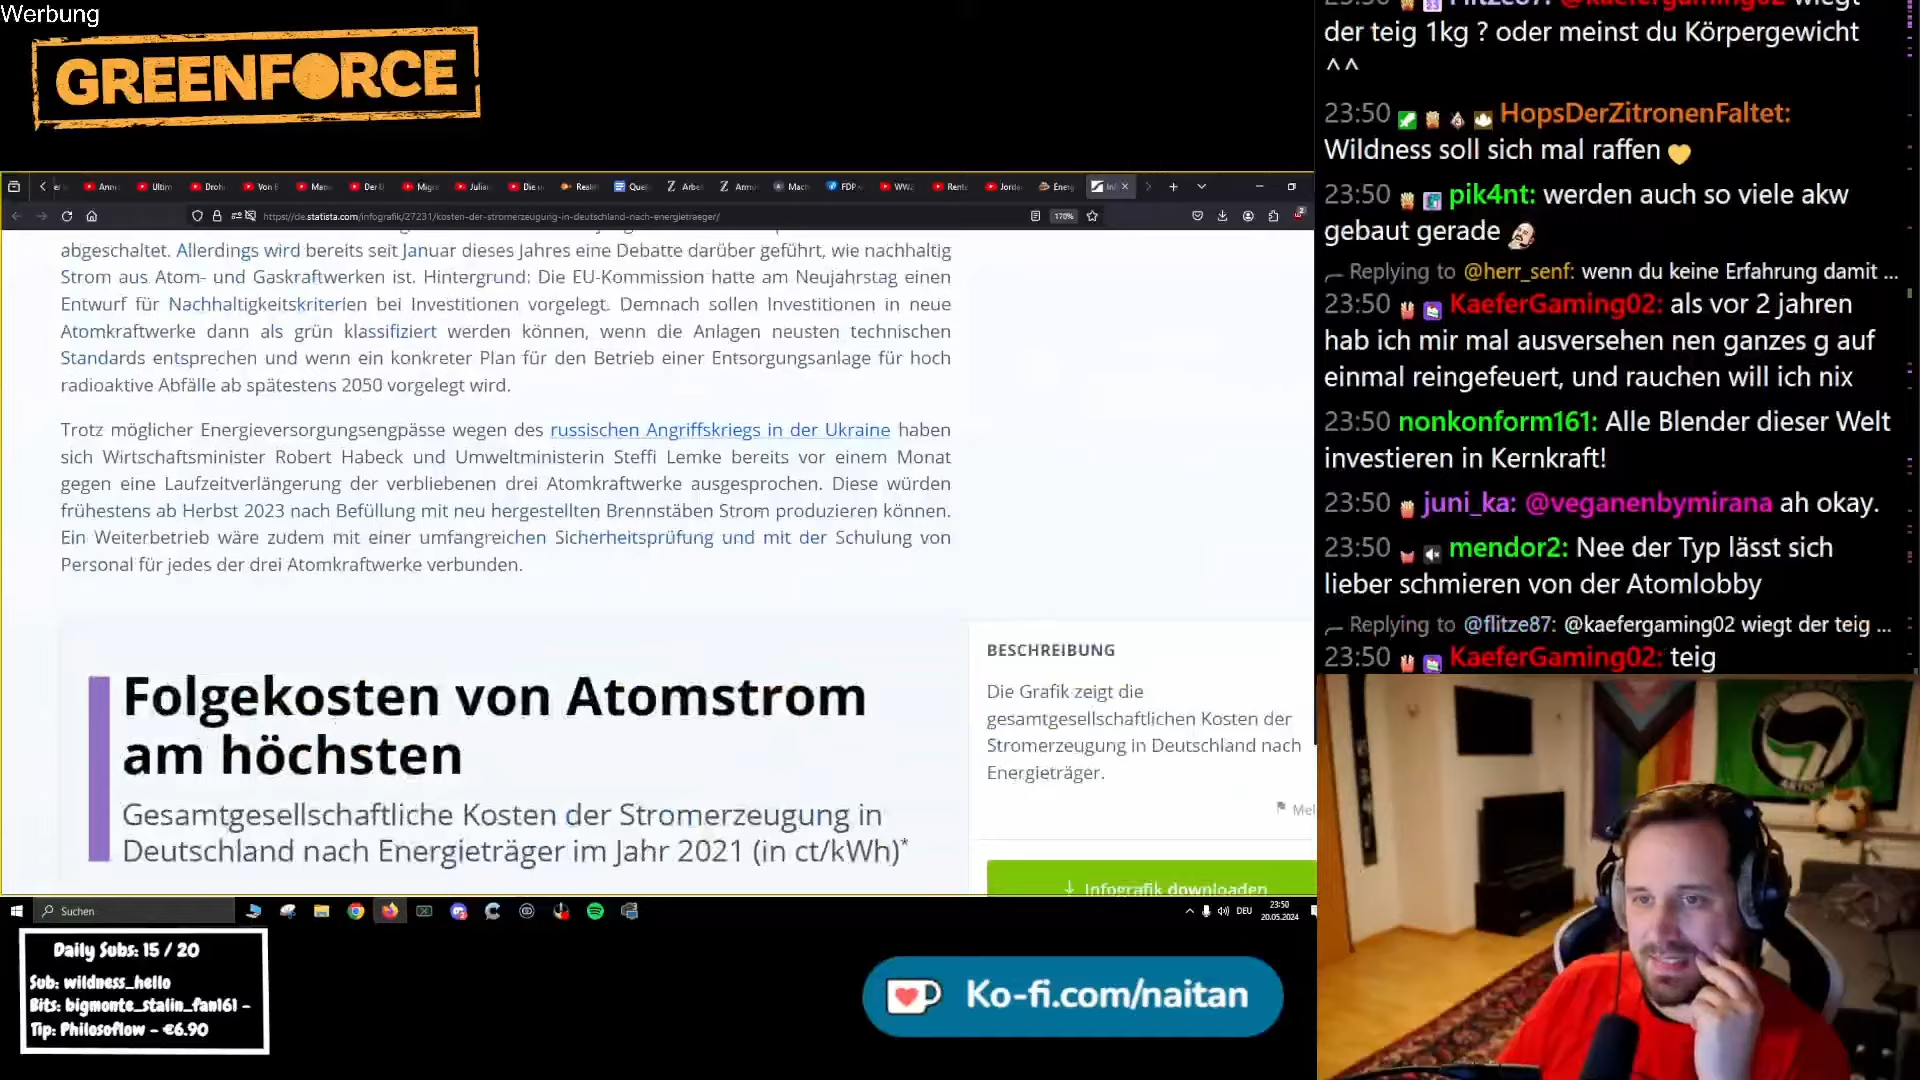 Werbung
GREENFORCE
https://de.statista.com/infografik/27231/kosten-der-stromerzeugung-in-deutschland-nach-energietraeger/
170%
abgeschaltet. Allerdings wird bereits seit Januar dieses Jahres eine Debatte darüber geführt, wie nachhaltig
Strom aus Atom- und Gaskraftwerken ist. Hintergrund: Die EU-Kommission hatte am Neujahrstag einen
Entwurf für Nachhaltigkeitskriterien bei Investitionen vorgelegt. Demnach sollen Investitionen in neue
Atomkraftwerke dann als grün klassifiziert werden können, wenn die Anlagen neusten technischen
Standards entsprechen und wenn ein konkreter Plan für den Betrieb einer Entsorgungsanlage für hoch
radioaktive Abfälle ab spätestens 2050 vorgelegt wird.
Trotz möglicher Energieversorgungsengpässe wegen des russischen Angriffskriegs in der Ukraine haben
sich Wirtschaftsminister Robert Habeck und Umweltministerin Steffi Lemke bereits vor einem Monat
gegen eine Laufzeitverlängerung der verbliebenen drei Atomkraftwerke ausgesprochen. Diese würden
frühestens ab Herbst 2023 nach Befüllung mit neu hergestellten Brennstäben Strom produzieren können.
Ein Weiterbetrieb wäre zudem mit einer umfangreichen Sicherheitsprüfung und mit der Schulung von
Personal für jedes der drei Atomkraftwerke verbunden.
Folgekosten von Atomstrom
am höchsten
Gesamtgesellschaftliche Kosten der Stromerzeugung in
Deutschland nach Energieträger im Jahr 2021 (in ct/kWh)*
BESCHREIBUNG
Die Grafik zeigt die
gesamtgesellschaftlichen Kosten der
Stromerzeugung in Deutschland nach
Energieträger.
Mel
Infografik downloaden
Suchen
DEU
23:50
20.05.2024
Daily Subs: 15 / 20
Sub: wildness_hello
Bits: bigmonte_stalin_fan161 -
Tip: Philosoflow - €6.90
Ko-fi.com/naitan
23:50 Flitze87: @kaefergaming02 wiegt
der teig 1kg ? oder meinst du Körpergewicht
^^
23:50 HopsDerZitronenFaltet:
Wildness soll sich mal raffen
23:50 pik4nt: werden auch so viele akw
gebaut gerade
Replying to @herr_senf: wenn du keine Erfahrung damit ...
23:50 KaeferGaming02: als vor 2 jahren
hab ich mir mal ausversehen nen ganzes g auf
einmal reingefeuert, und rauchen will ich nix
23:50 nonkonform161: Alle Blender dieser Welt
investieren in Kernkraft!
23:50 juni_ka: @veganenbymirana ah okay.
23:50 mendor2: Nee der Typ lässt sich
lieber schmieren von der Atomlobby
Replying to @flitze87: @kaefergaming02 wiegt der teig ...
23:50 KaeferGaming02: teig